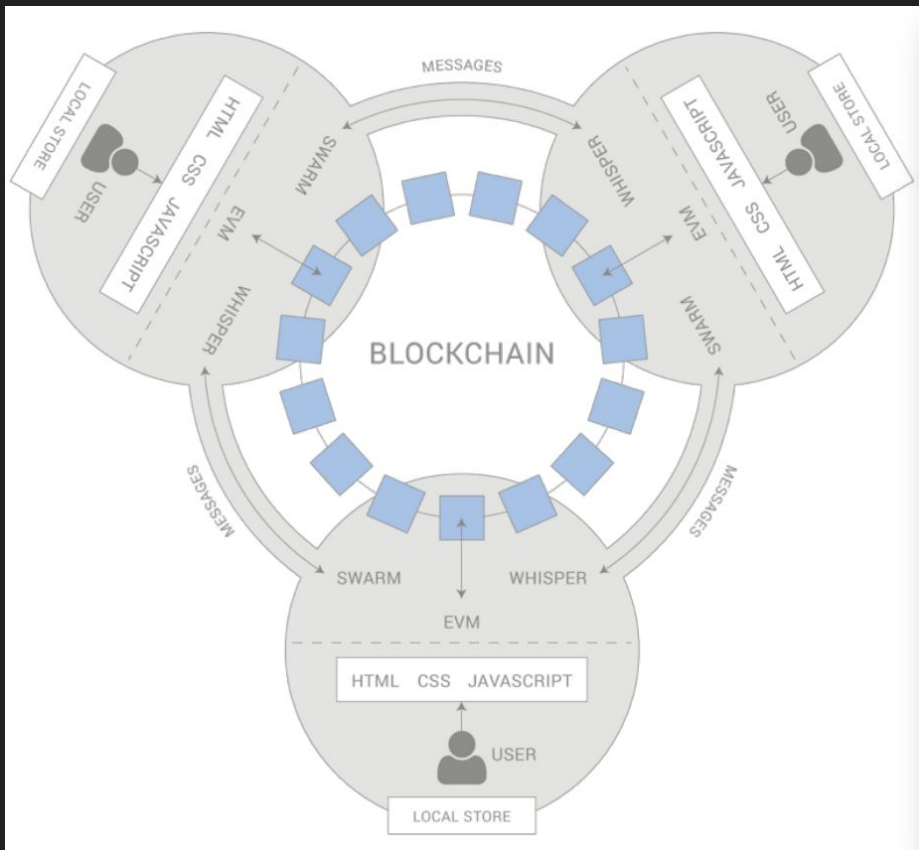 MESSAGES
LOCAL STORE
USER
HTML CSS JAVASCRIPT
SWARM
EVM
WHISPER
LOCAL STORE
USER
HTML CSS JAVASCRIPT
WHISPER
EVM
SWARM
BLOCKCHAIN
MESSAGES
MESSAGES
SWARM
WHISPER
EVM
HTML CSS JAVASCRIPT
USER
LOCAL STORE